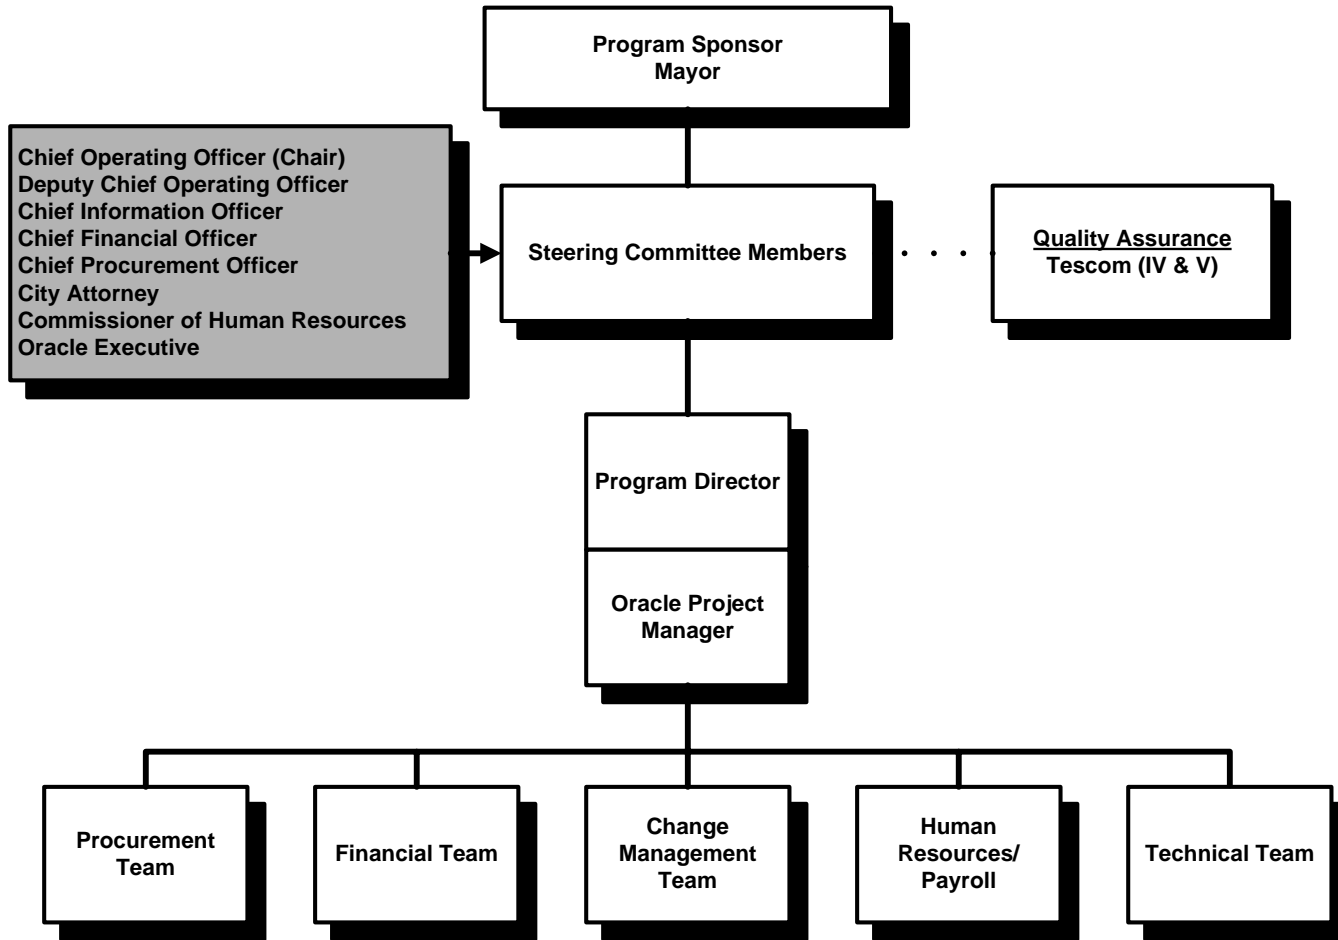 Program Sponsor
Mayor
Chief Operating Officer (Chair)
Deputy Chief Operating Officer
Chief Information Officer
Chief Financial Officer
Chief Procurement Officer
City Attorney
Commissioner of Human Resources
Oracle Executive
Steering Committee Members
Quality Assurance
Tescom (IV & V)
Program Director
Oracle Project
Manager
Procurement
Team
Financial Team
Change
Management
Team
Human
Resources/
Payroll
Technical Team